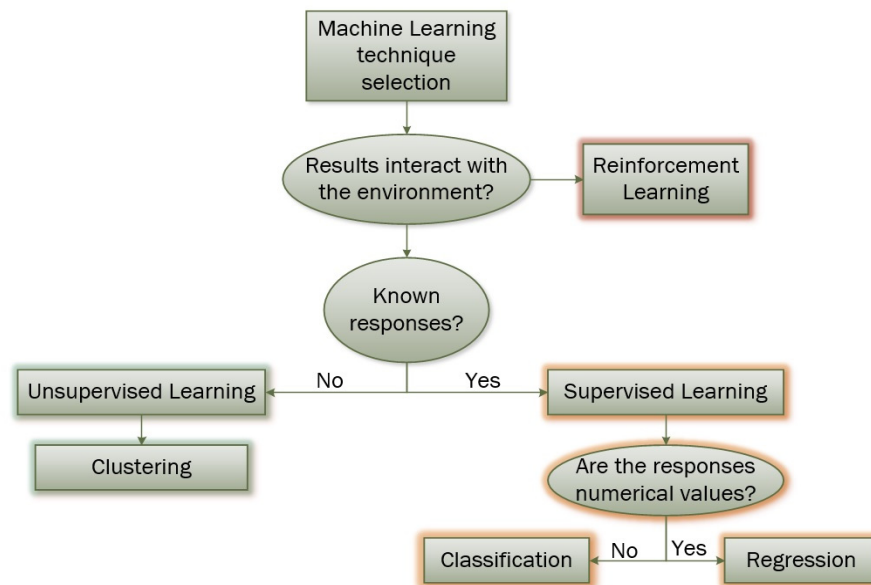 Machine Learning
technique
selection
Results interact with
the environment?
Reinforcement
Learning
Known
responses?
No
Yes
Unsupervised Learning
Supervised Learning
Clustering
Are the responses
numerical values?
No
Yes
Classification
Regression